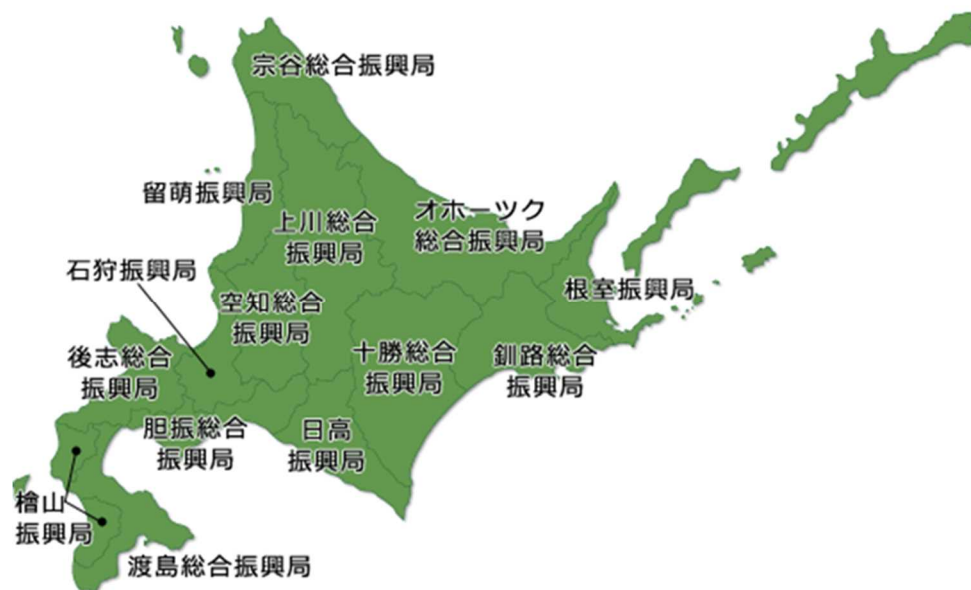 宗谷総合振興局
留萌振興局
上川総合
振興局
オホーツク
総合振興局
石狩振興局
空知総合
振興局
根室振興局
後志総合
振興局
十勝総合
振興局
釧路総合
振興局
胆振総合
振興局
日高
振興局
檜山
振興局
渡島総合振興局